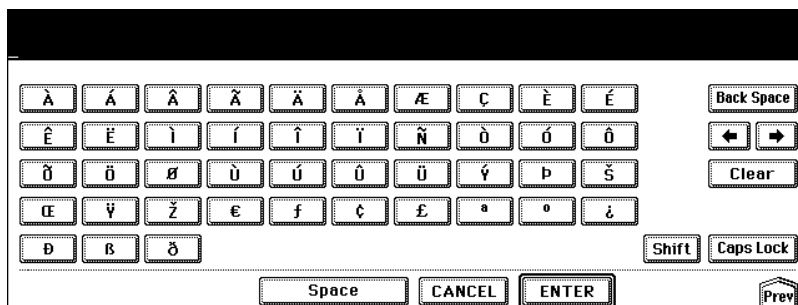 _
À Á Â Ã Ä Å Æ Ç È É Back Space
Ê Ë Ì Í Î Ï Ñ Ò Ó Ô 🡄 🡆
Õ Ö Ø Ù Ú Û Ü Ý Þ Š Clear
Œ Ÿ Ž € ƒ ¢ £ ª º ¿
Ð ß ð Shift Caps Lock
Space CANCEL ENTER Prev